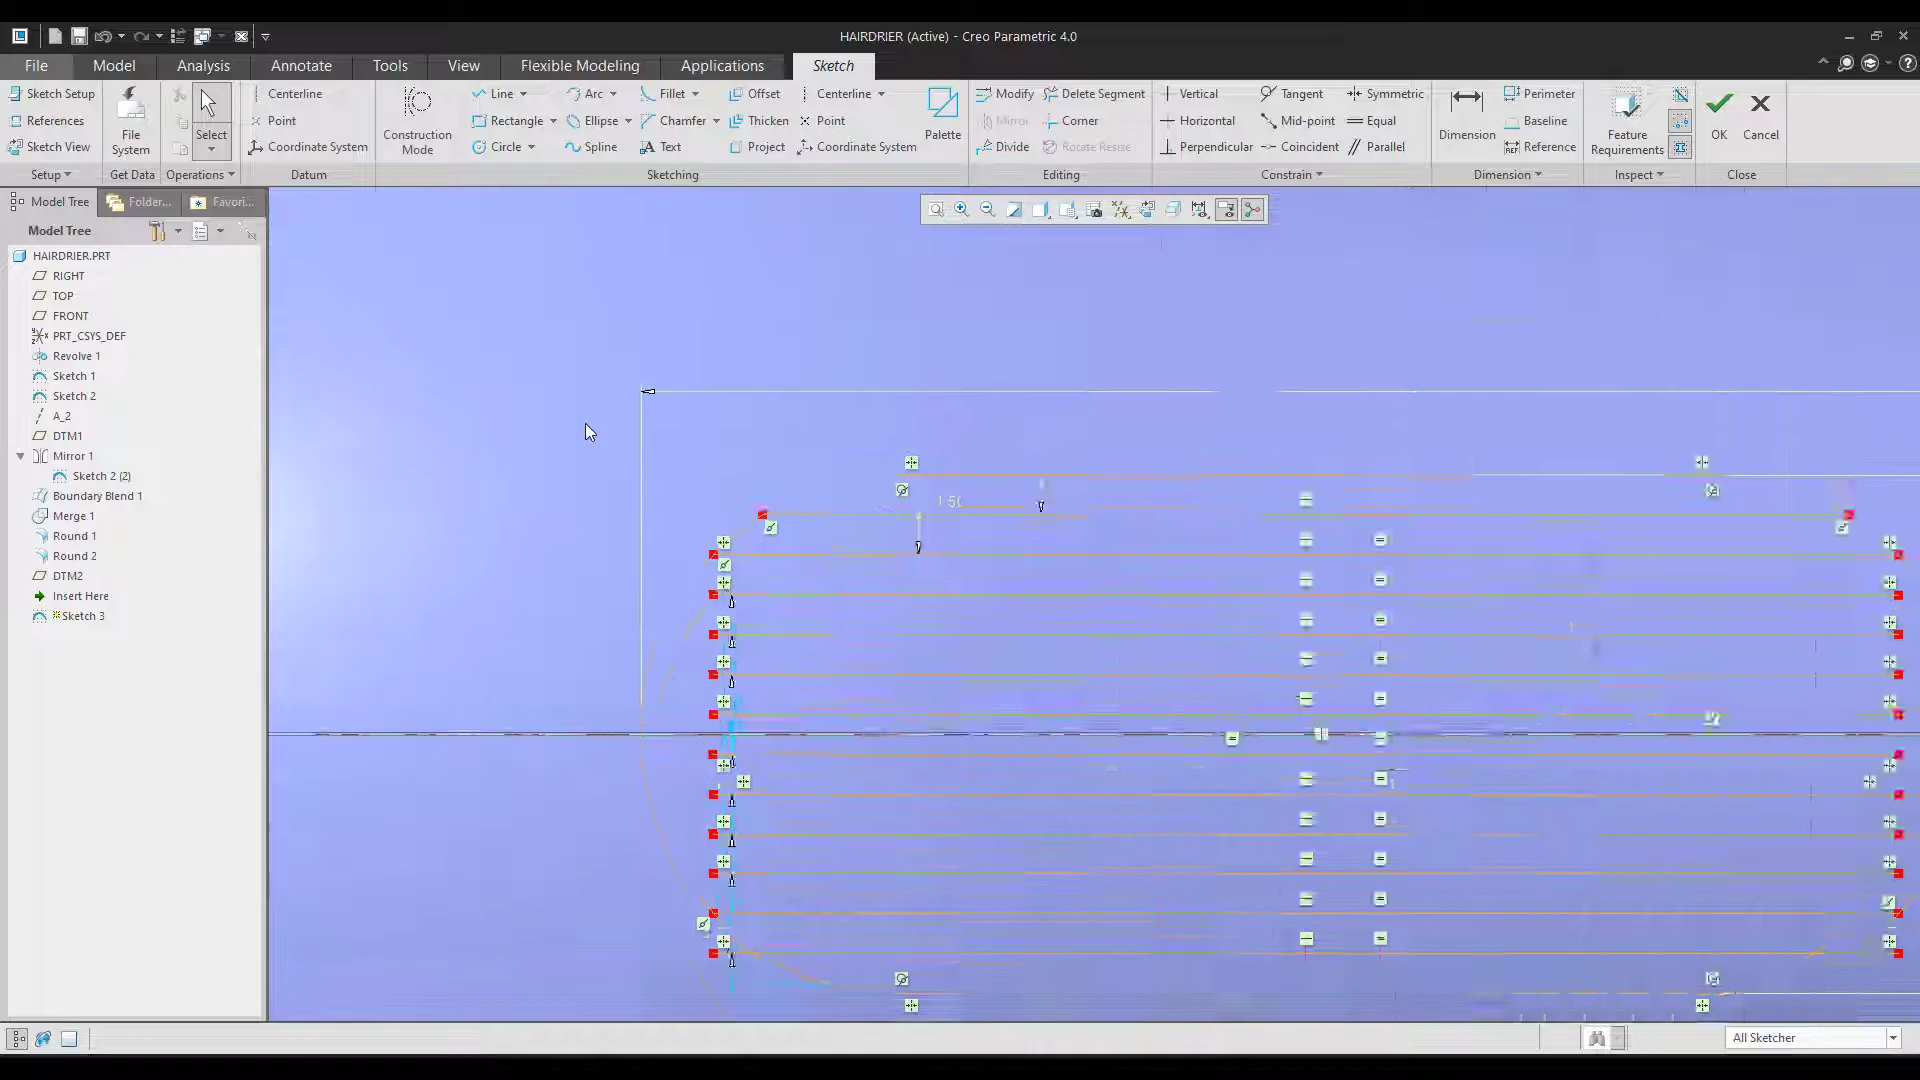 HAIRDRIER (Active) - Creo Parametric 4.0
File Model Analysis Annotate Tools View Flexible Modeling Applications Sketch
Sketch Setup
References
Sketch View
Setup
File System
Get Data
Select
Operations
Centerline
Point
Coordinate System
Datum
Construction Mode
Line
Rectangle
Circle
Arc
Ellipse
Spline
Fillet
Chamfer
Text
Offset
Thicken
Project
Centerline
Point
Coordinate System
Palette
Sketching
Modify
Mirror
Divide
Delete Segment
Corner
Rotate Resize
Editing
Vertical
Horizontal
Perpendicular
Tangent
Mid-point
Coincident
Symmetric
Equal
Parallel
Constrain
Dimension
Perimeter
Baseline
Reference
Dimension
Feature Requirements
Inspect
OK
Cancel
Close
Model Tree Folder... Favori...
Model Tree
HAIRDRIER.PRT
RIGHT
TOP
FRONT
PRT_CSYS_DEF
Revolve 1
Sketch 1
Sketch 2
A_2
DTM1
Mirror 1
Sketch 2 (2)
Boundary Blend 1
Merge 1
Round 1
Round 2
DTM2
Insert Here
Sketch 3
All Sketcher